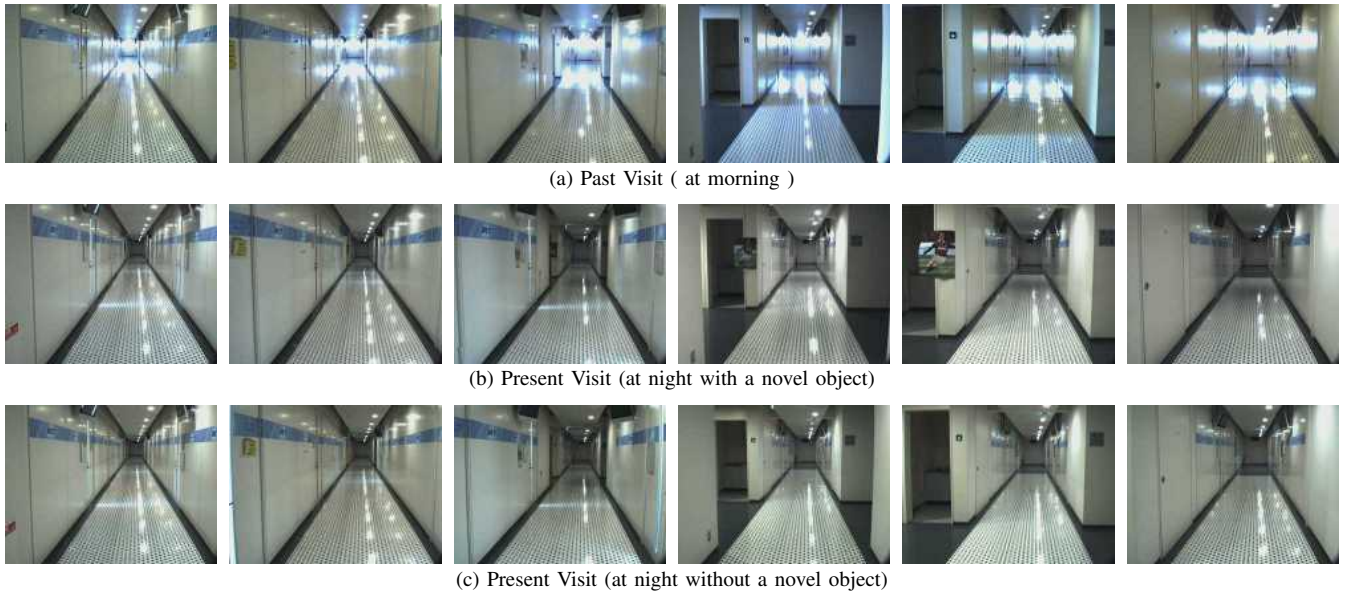 (a) Past Visit ( at morning )
(b) Present Visit (at night with a novel object)
(c) Present Visit (at night without a novel object)